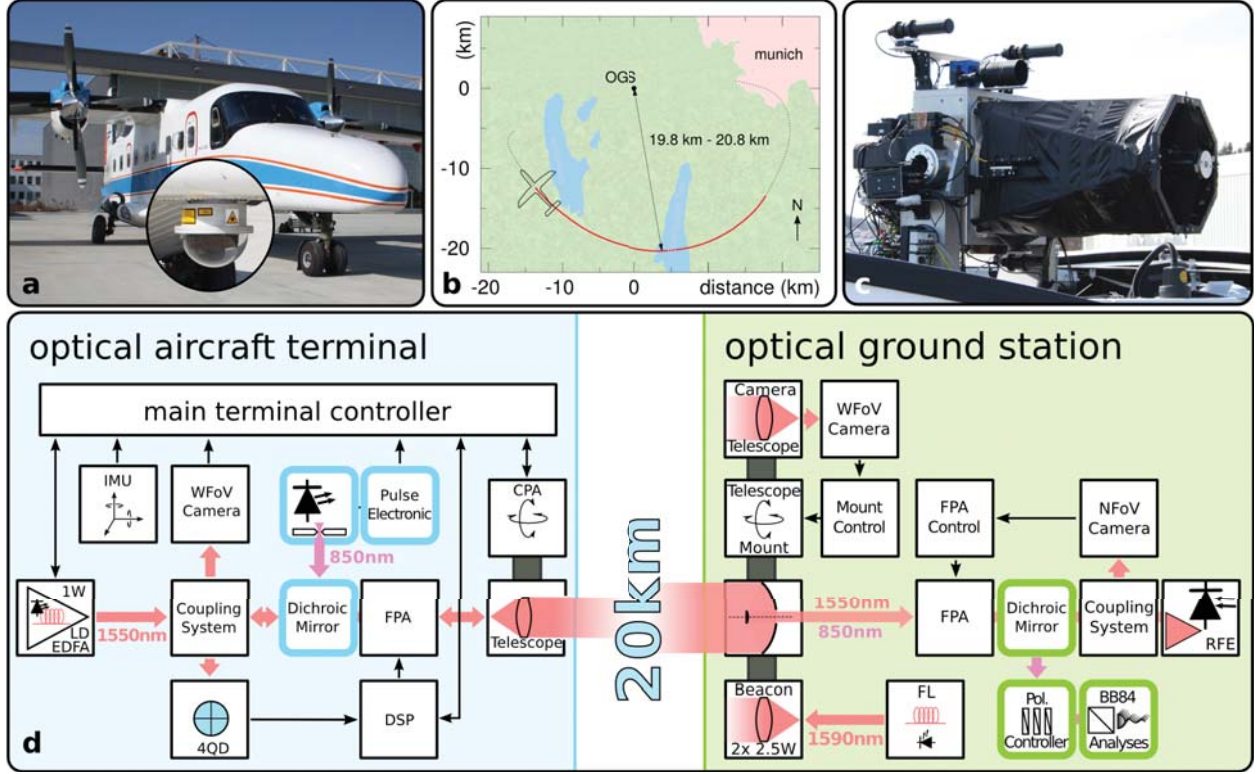 a
(km)
0
-10
-20
OGS
munich
19.8 km - 20.8 km
N
b
-20
-10
0
distance (km)
c
optical aircraft terminal
main terminal controller
IMU
WFoV
Camera
Pulse
Electronic
CPA
850nm
1W
LD
EDFA
1550nm
Coupling
System
Dichroic
Mirror
FPA
Telescope
4QD
DSP
d
20km
optical ground station
Camera
Telescope
WFoV
Camera
Telescope
Mount
Mount
Control
FPA
Control
NFoV
Camera
1550nm
850nm
FPA
Dichroic
Mirror
Coupling
System
RFE
Beacon
2x 2.5W
1590nm
FL
Pol.
Controller
BB84
Analyses